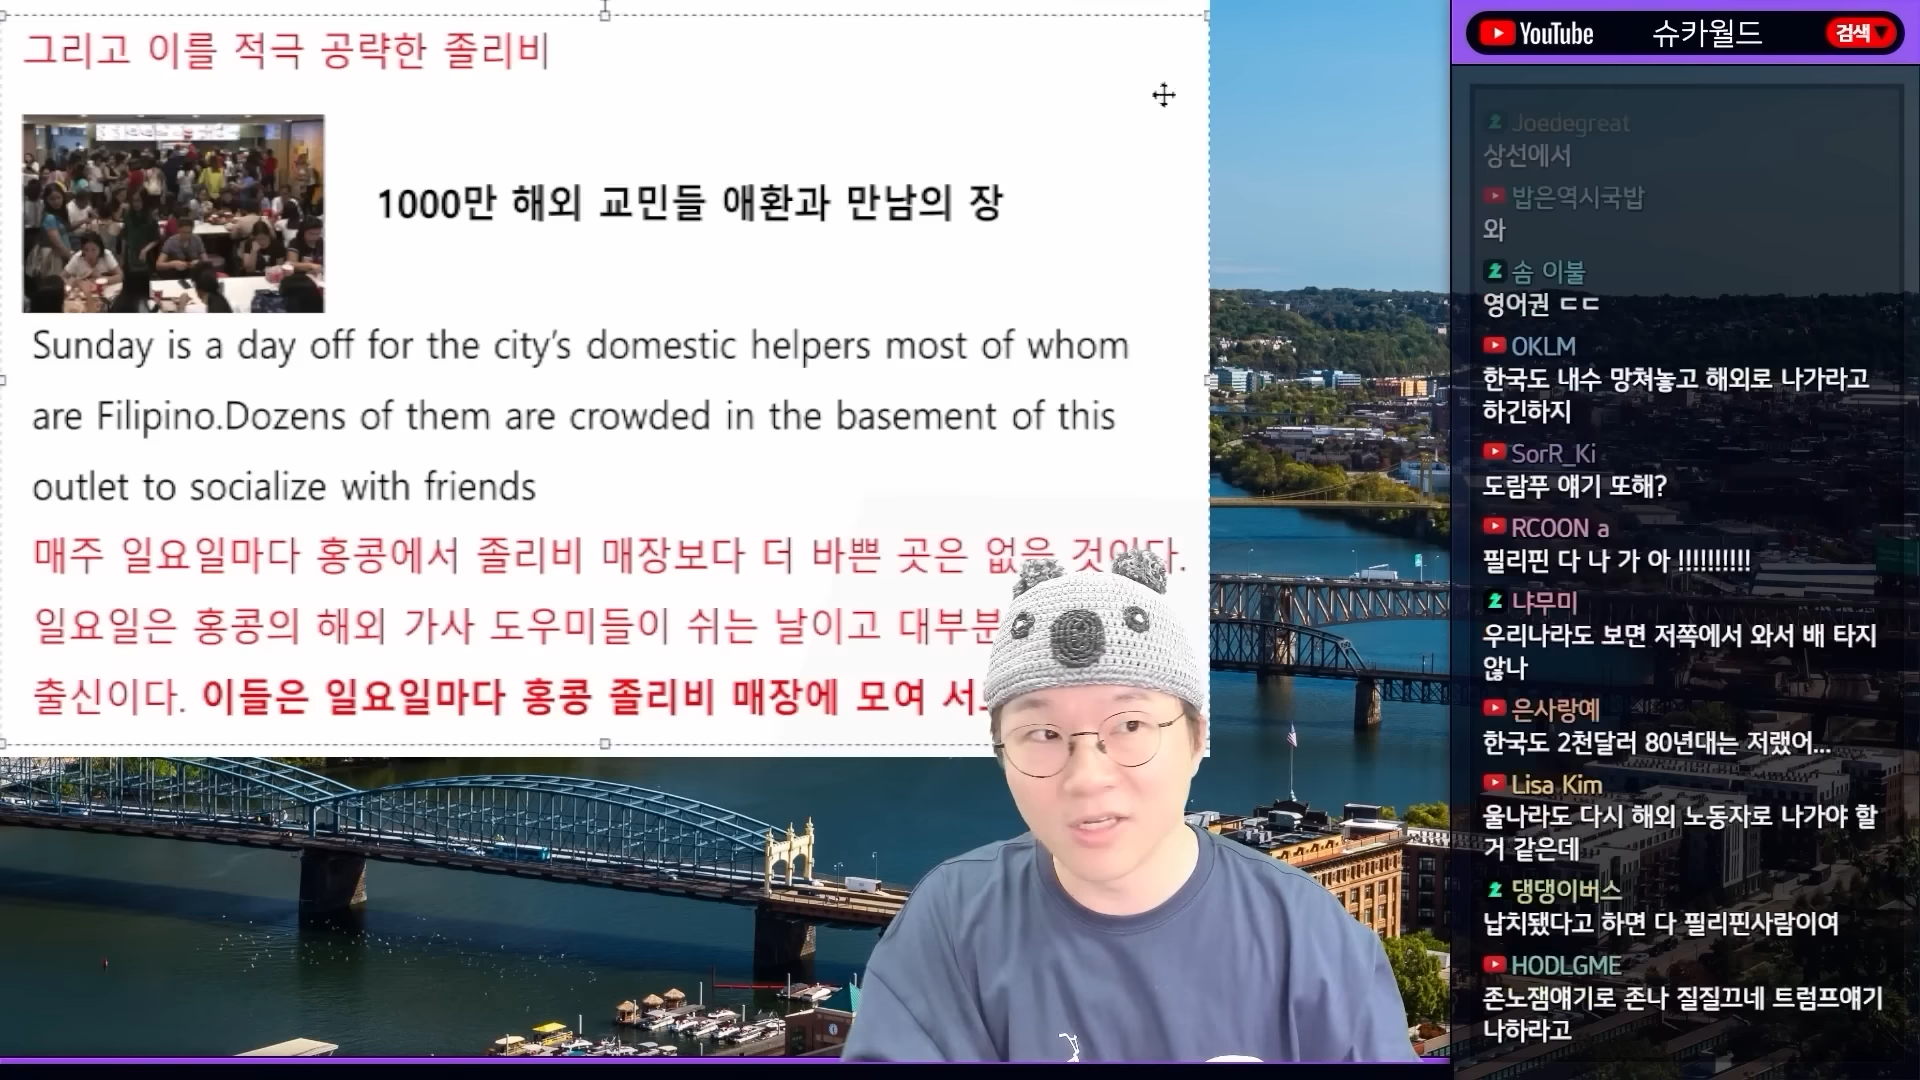 그리고 이를 적극 공략한 졸리비
1000만 해외 교민들 애환과 만남의 장
Sunday is a day off for the city's domestic helpers most of whom
are Filipino.Dozens of them are crowded in the basement of this
outlet to socialize with friends
매주 일요일마다 홍콩에서 졸리비 매장보다 더 바쁜 곳은 없을 것이다.
일요일은 홍콩의 해외 가사 도우미들이 쉬는 날이고 대부분
출신이다. 이들은 일요일마다 홍콩 졸리비 매장에 모여
YouTube 슈카월드 검색
Joedegreat
상선에서
밥은역시국밥
와
솜 이불
영어권 ㄷㄷ
OKLM
한국도 내수 망쳐놓고 해외로 나가라고
하긴하지
SorR_Ki
도람푸 얘기 또해?
RCOON a
필리핀 다 나 가 아 !!!!!!!!!!
냐무미
우리나라도 보면 저쪽에서 와서 배 타지
않나
은사랑예
한국도 2천달러 80년대는 저랬어...
Lisa Kim
울나라도 다시 해외 노동자로 나가야 할
거 같은데
댕댕이버스
납치됐다고 하면 다 필리핀사람이여
HODLGME
존노잼얘기로 존나 질질끄네 트럼프얘기
나하라고